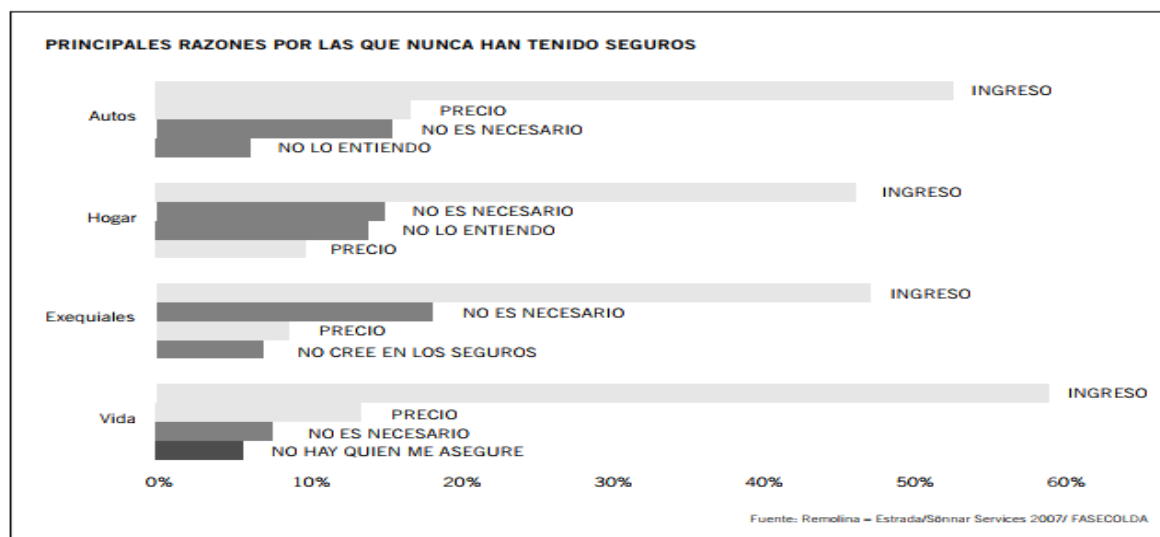 PRINCIPALES RAZONES POR LAS QUE NUNCA HAN TENIDO SEGUROS
Autos
INGRESO
PRECIO
NO ES NECESARIO
NO LO ENTIENDO
Hogar
INGRESO
NO ES NECESARIO
NO LO ENTIENDO
PRECIO
Exequiales
INGRESO
NO ES NECESARIO
PRECIO
NO CREE EN LOS SEGUROS
Vida
INGRESO
PRECIO
NO ES NECESARIO
NO HAY QUIEN ME ASEGURE
0% 10% 20% 30% 40% 50% 60%
Fuente: Remolina – Estrada/Sönnar Services 2007/ FASECOLDA